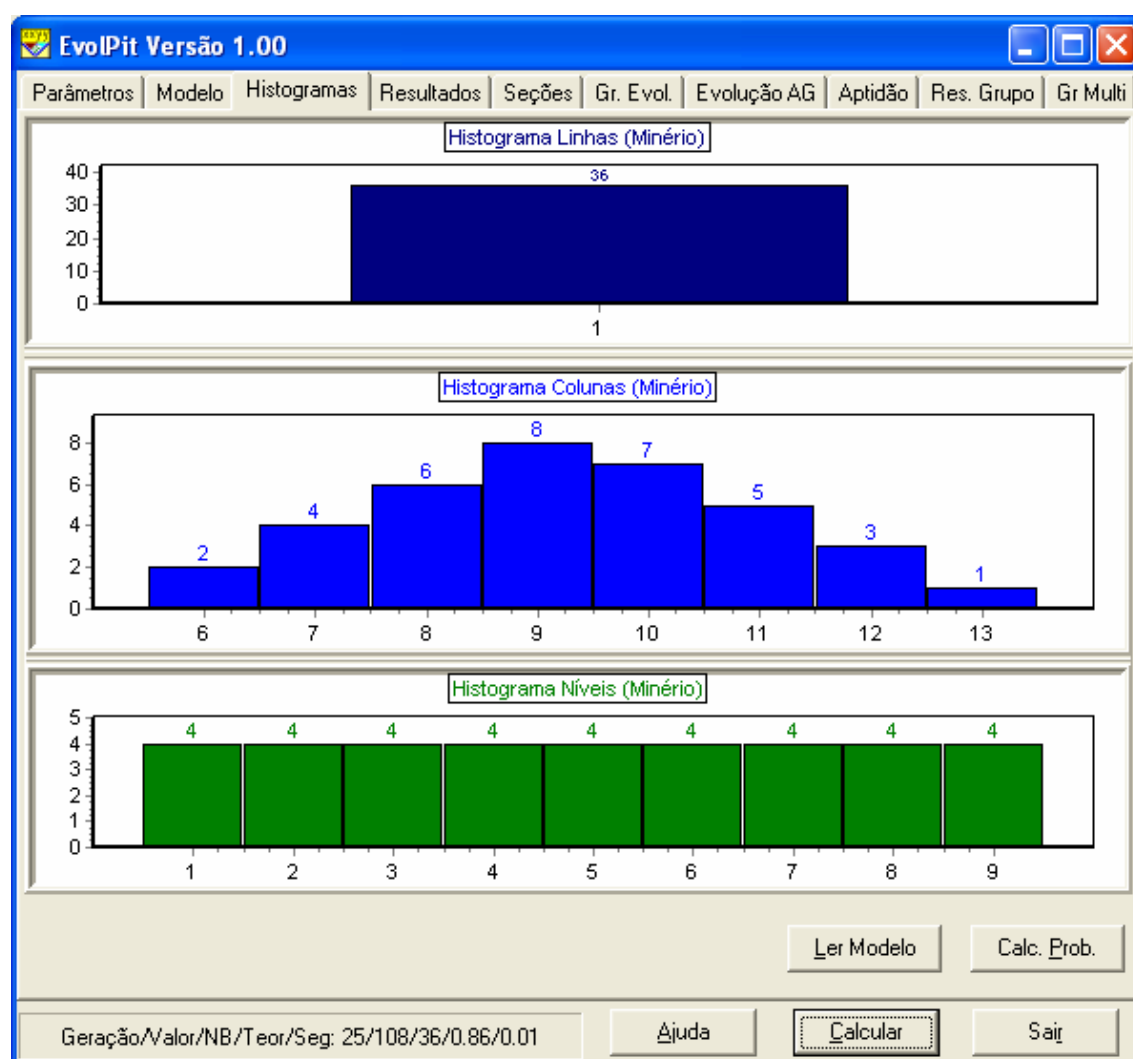 EvolPit Versão 1.00
Parâmetros Modelo Histogramas Resultados Seções Gr. Evol. Evolução AG Aptidão Res. Grupo Gr Multi
Histograma Linhas (Minério)
40
30
20
10
0
36
1
Histograma Colunas (Minério)
8
6
4
2
0
2 4 6 8 7 5 3 1
6 7 8 9 10 11 12 13
Histograma Níveis (Minério)
5
4
3
2
1
0
4 4 4 4 4 4 4 4 4
1 2 3 4 5 6 7 8 9
Ler Modelo Calc. Prob.
Geração/Valor/NB/Teor/Seg: 25/108/36/0.86/0.01 Ajuda Calcular Sair